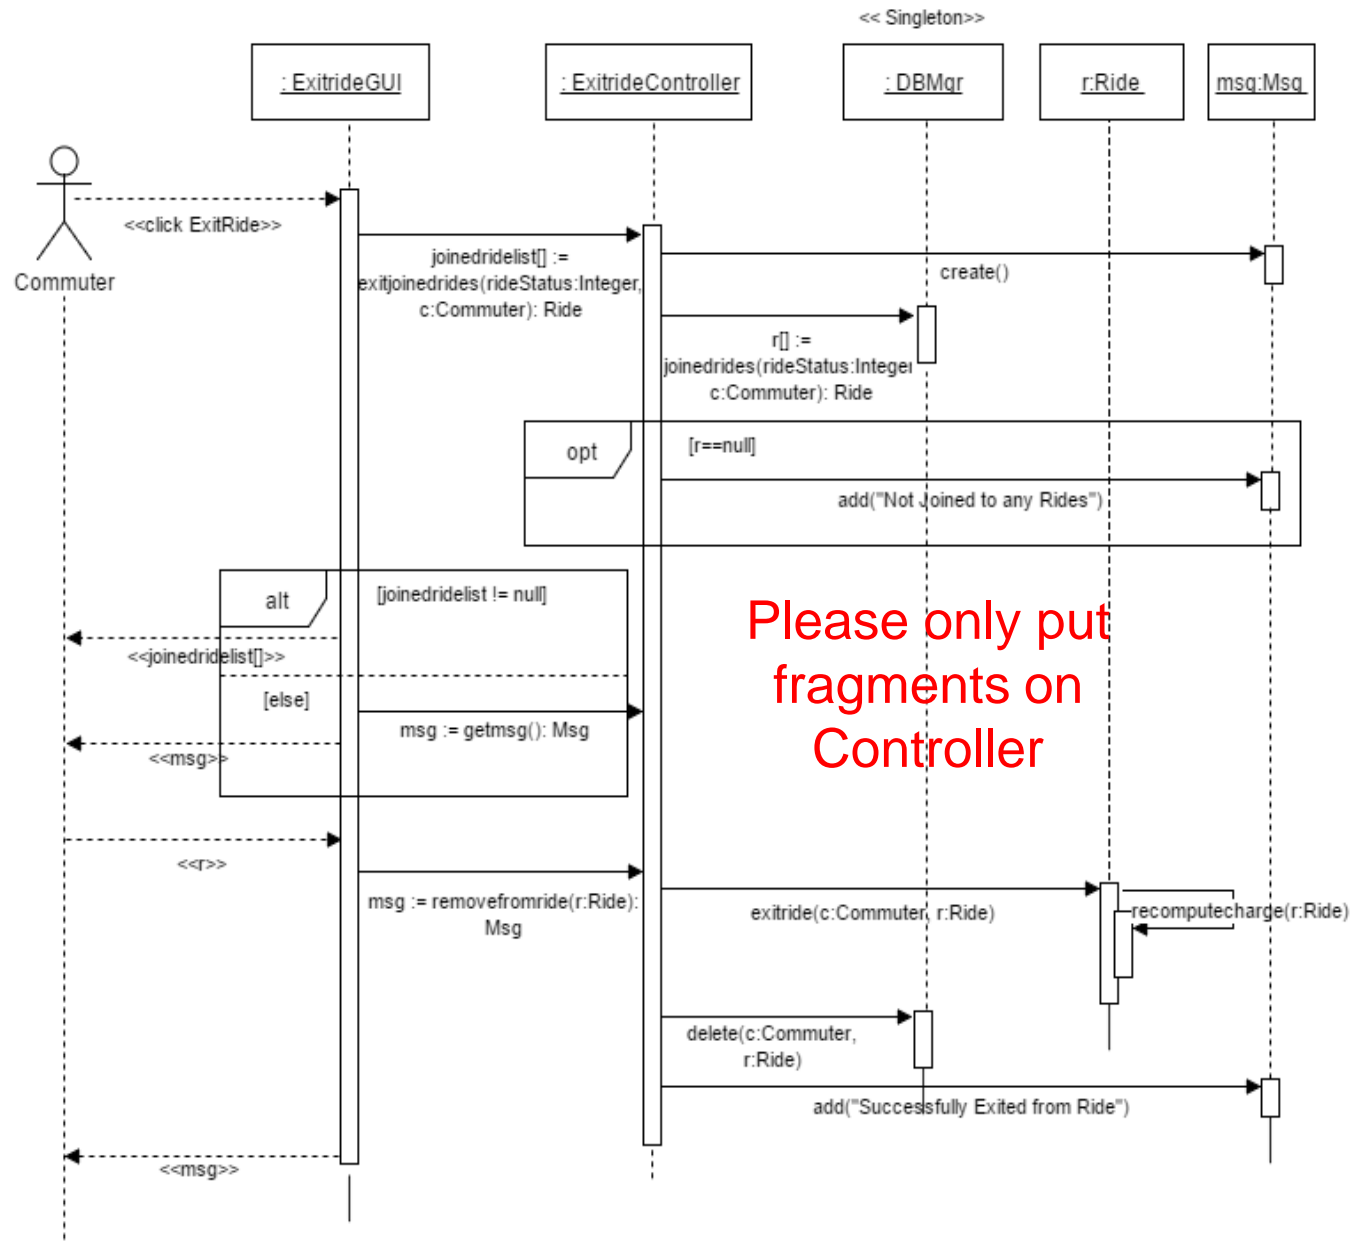 << Singleton>>
: ExitrideGUI
: ExitrideController
: DBMgr
r:Ride
msg:Msg
<<click ExitRide>>
Commuter
joinedridelist[] :=
exitjoinedrides(rideStatus:Integer,
c:Commuter): Ride
create()
r[] :=
joinedrides(rideStatus:Integer
c:Commuter): Ride
opt
[r==null]
add("Not Joined to any Rides")
alt
[joinedridelist != null]
<<joinedridelist[]>>
[else]
msg := getmsg(): Msg
<<msg>>
Please only put
fragments on
Controller
<<r>>
msg := removefromride(r:Ride):
Msg
exitride(c:Commuter, r:Ride)
recomputecharge(r:Ride)
delete(c:Commuter,
r:Ride)
add("Successfully Exited from Ride")
<<msg>>